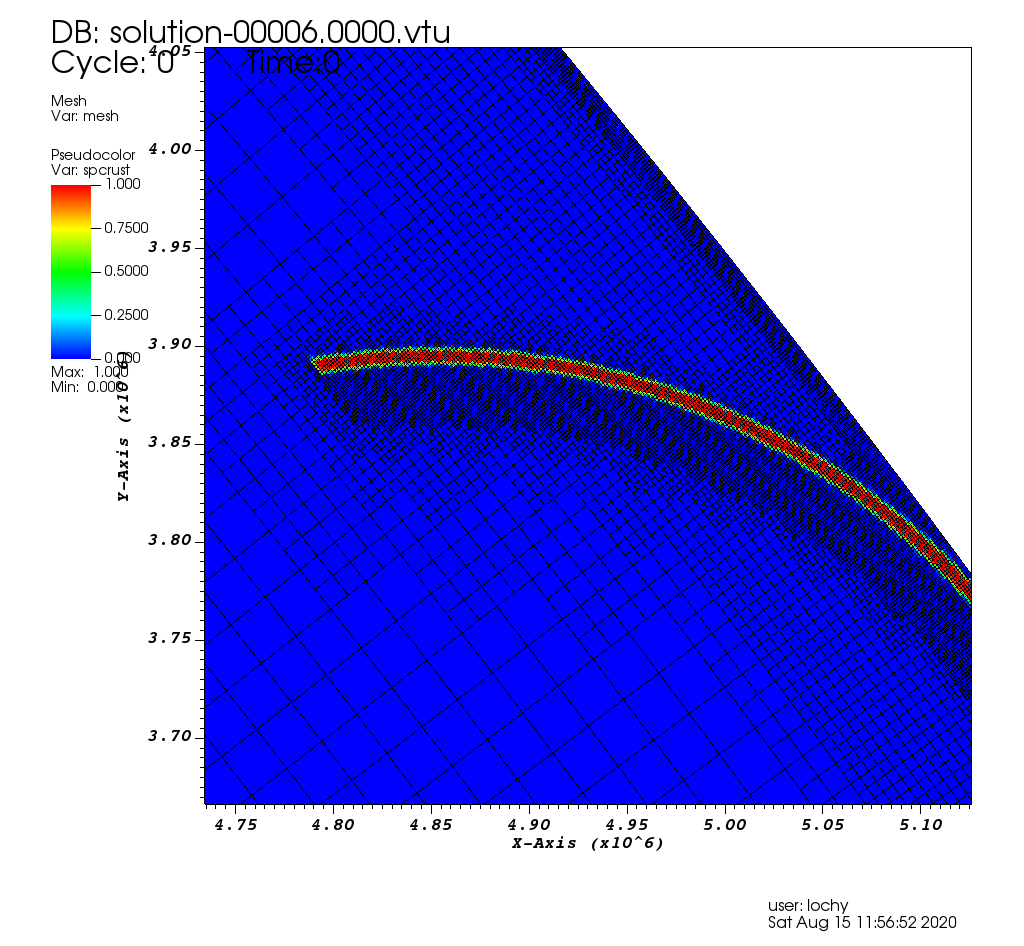 DB: solution-00006.0000.vtu
Cycle: 0 Time:0
Mesh
Var: mesh
Pseudocolor
Var: spcrust
1.000
0.7500
0.5000
0.2500
0.000
Max: 1.000
Min: 0.000
Y-Axis (x10^6)
4.05
4.00
3.95
3.90
3.85
3.80
3.75
3.70
4.75 4.80 4.85 4.90 4.95 5.00 5.05 5.10
X-Axis (x10^6)
user: lochy
Sat Aug 15 11:56:52 2020